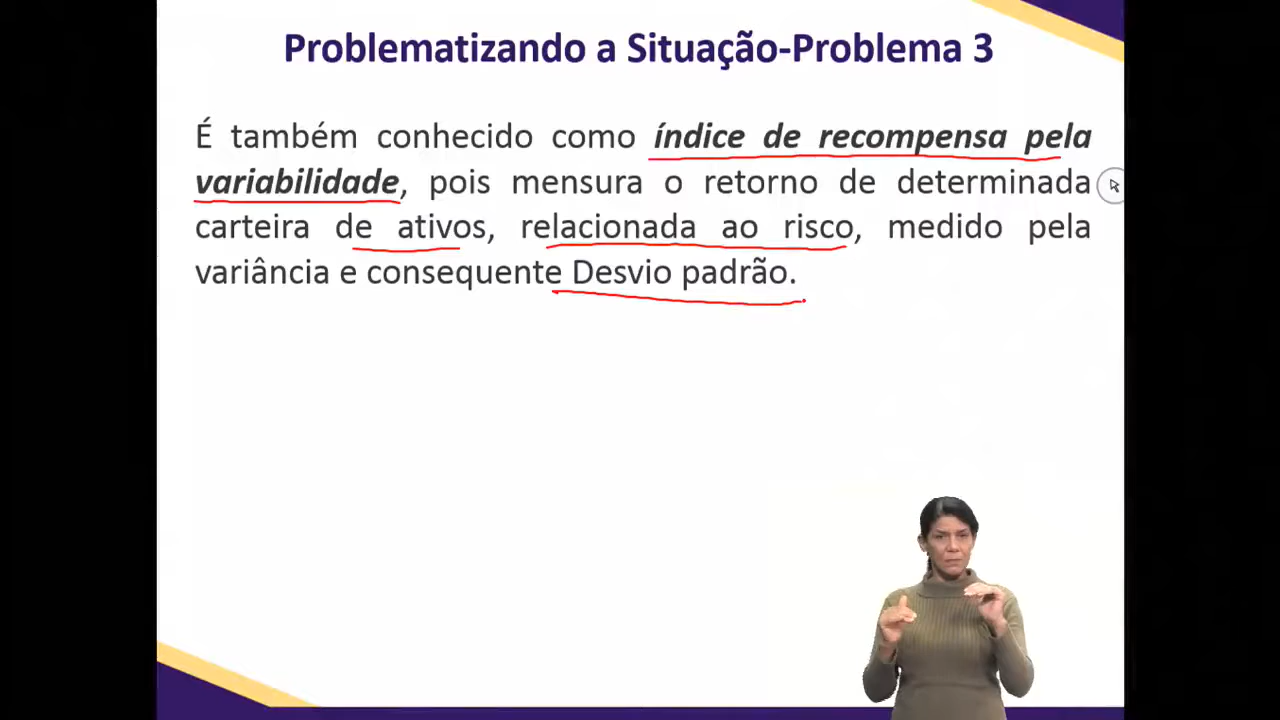 Problematizando a Situação-Problema 3
É também conhecido como índice de recompensa pela
variabilidade, pois mensura o retorno de determinada
carteira de ativos, relacionada ao risco, medido pela
variância e consequente Desvio padrão.